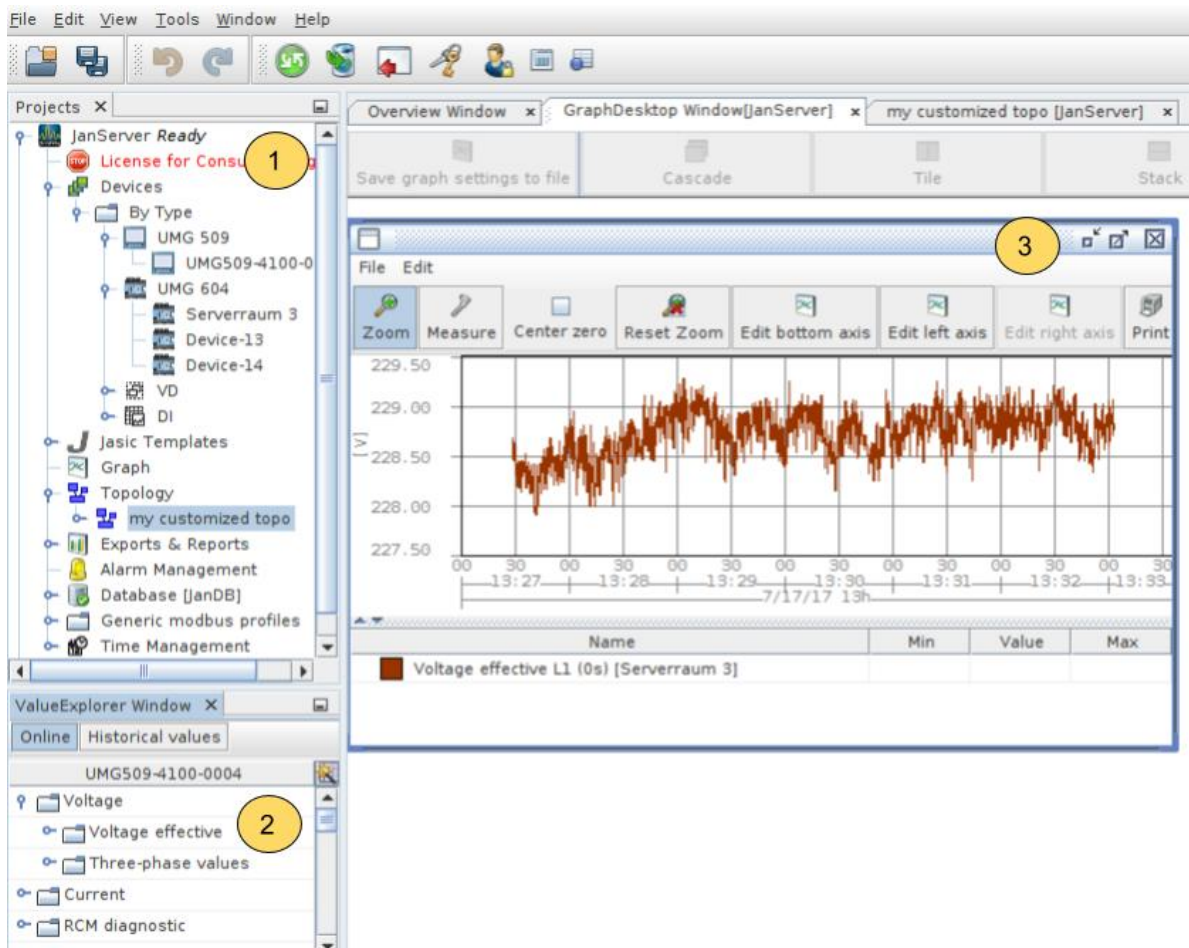 File Edit View Tools Window Help
Projects
JanServer Ready
License for Consu
1
Devices
By Type
UMG 509
UMG509-4100-0
UMG 604
Serverraum 3
Device-13
Device-14
VD
DI
Jasic Templates
Graph
Topology
my customized topo
Exports & Reports
Alarm Management
Database [JanDB]
Generic modbus profiles
Time Management
ValueExplorer Window
Online Historical values
UMG509-4100-0004
Voltage
Voltage effective
2
Three-phase values
Current
RCM diagnostic
Overview Window GraphDesktop Window[JanServer] my customized topo [JanServer]
Save graph settings to file Cascade Tile Stack
3
File Edit
Zoom Measure Center zero Reset Zoom Edit bottom axis Edit left axis Edit right axis Print
229.50
229.00
[V]
228.50
228.00
227.50
00 30 00 30 00 30 00 30 00 30 00 30 00 30
13:27 13:28 13:29 13:30 13:31 13:32 13:33
7/17/17 13h
Name Min Value Max
Voltage effective L1 (0s) [Serverraum 3]